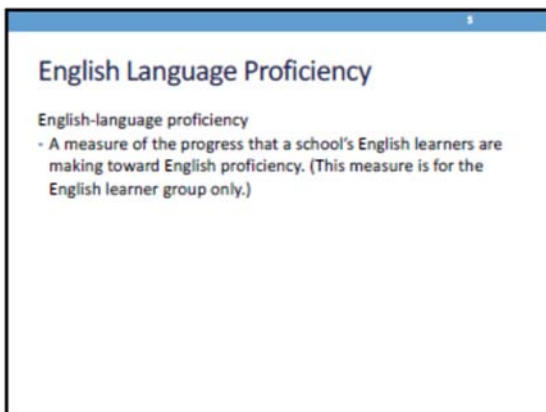 English Language Proficiency
English-language proficiency
- A measure of the progress that a school's English learners are
making toward English proficiency. (This measure is for the
English learner group only.)